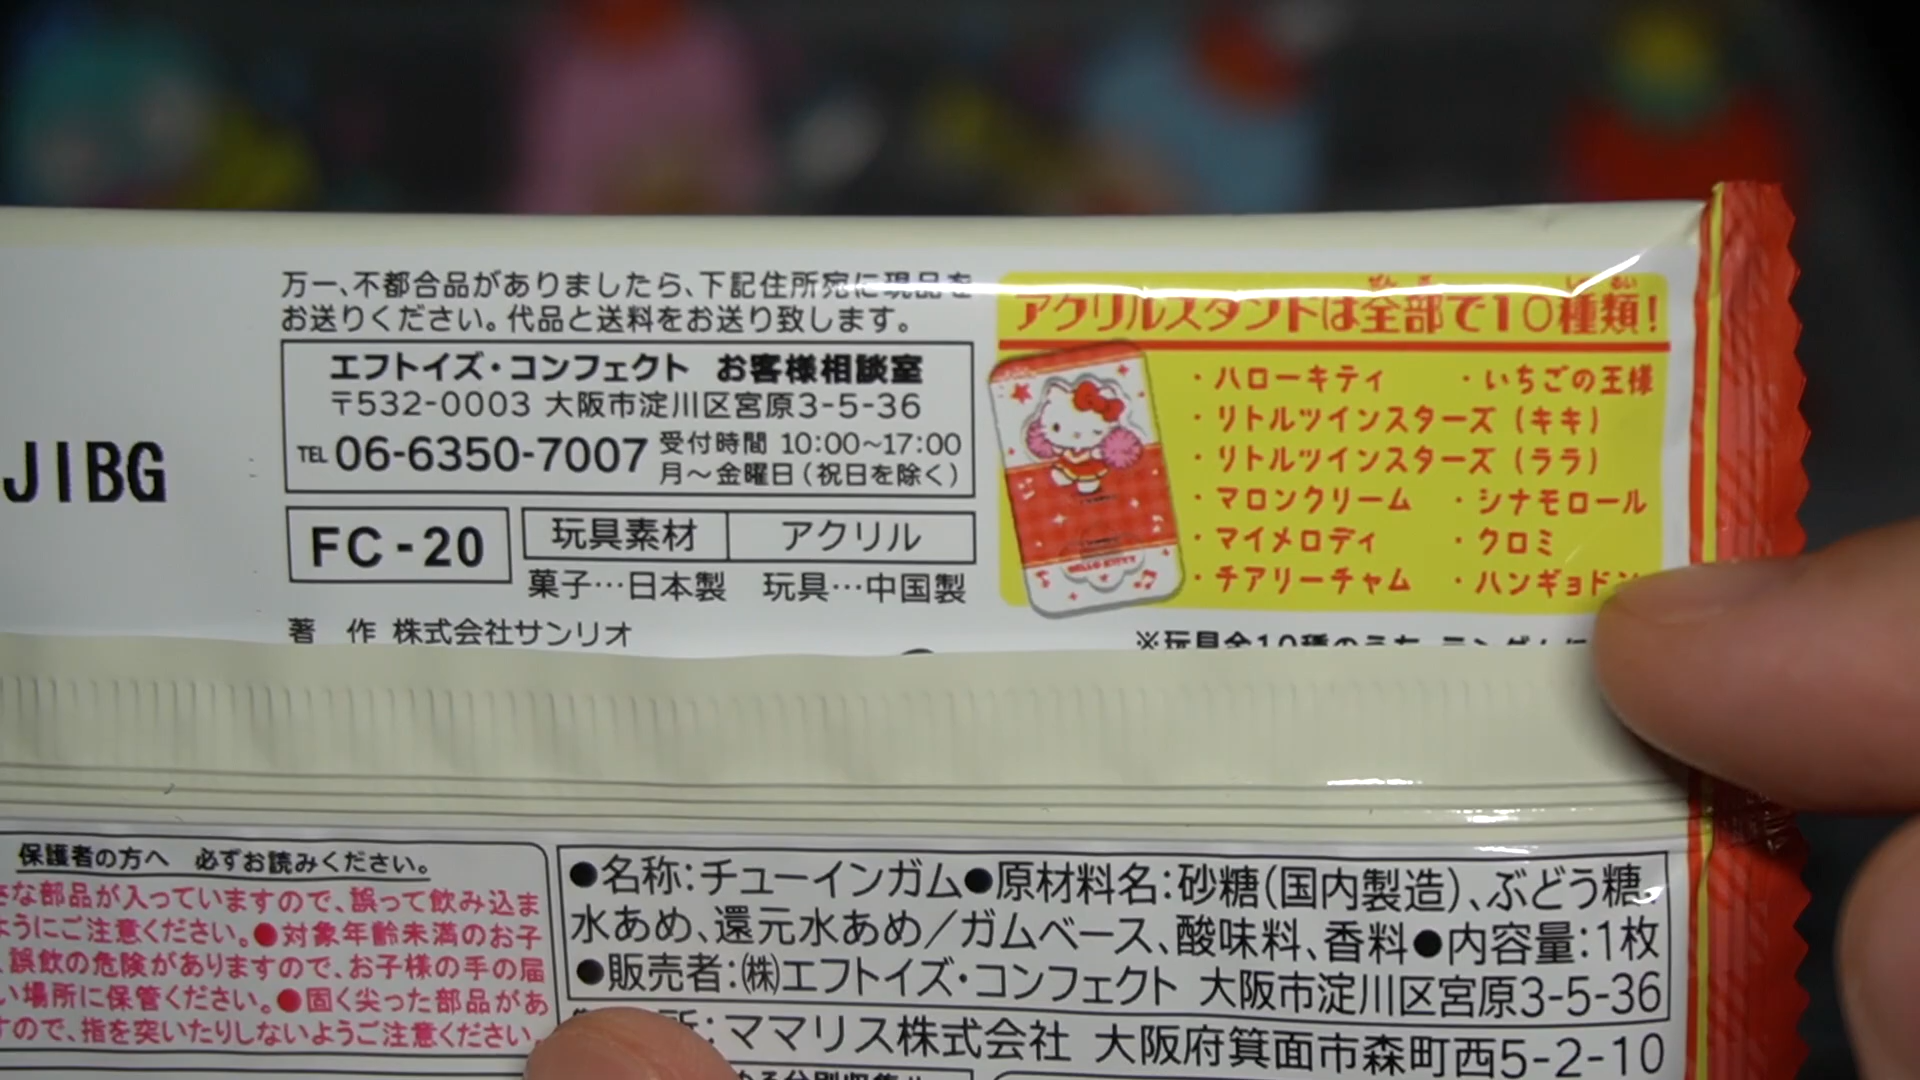 万一、不都合品がありましたら、下記住所宛に現品を
お送りください。代品と送料をお送り致します。
エフトイズ・コンフェクト お客様相談室
〒532-0003 大阪市淀川区宮原3-5-36
TEL 06-6350-7007 受付時間 10:00~17:00
月~金曜日(祝日を除く)
JIBG
FC-20
玩具素材 アクリル
菓子…日本製 玩具…中国製
著 作 株式会社サンリオ
アクリルスタンドは全部で10種類!
・ハローキティ ・いちごの王様
・リトルツインスターズ(キキ)
・リトルツインスターズ(ララ)
・マロンクリーム ・シナモロール
・マイメロディ ・クロミ
・チアリーチャム ・ハンギョド
HELLO KITTY
※玩具全10種のうち
保護者の方へ 必ずお読みください。
な部品が入っていますので、誤って飲み込ま
ようにご注意ください。●対象年齢未満のお子
、誤飲の危険がありますので、お子様の手の届
い場所に保管ください。●固く尖った部品があ
すので、指を突いたりしないようご注意ください。
●名称:チューインガム●原材料名:砂糖(国内製造)、ぶどう糖、
水あめ、還元水あめ/ガムベース、酸味料、香料●内容量:1枚
●販売者:㈱エフトイズ・コンフェクト 大阪市淀川区宮原3-5-36
所:ママリス株式会社 大阪府箕面市森町西5-2-10